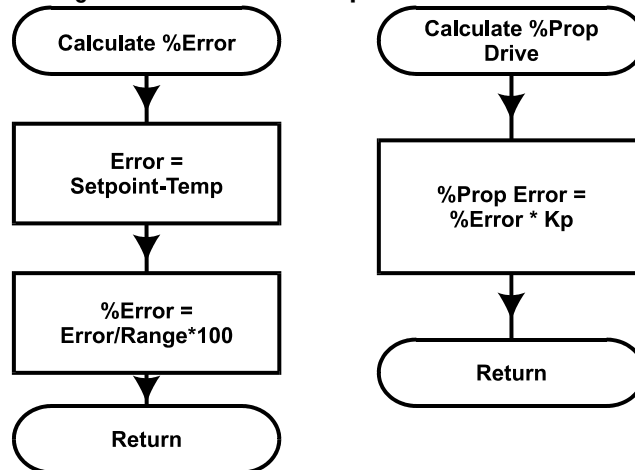 Calculate %Error
Error =
Setpoint-Temp
%Error =
Error/Range*100
Return
Calculate %Prop
Drive
%Prop Error =
%Error * Kp
Return